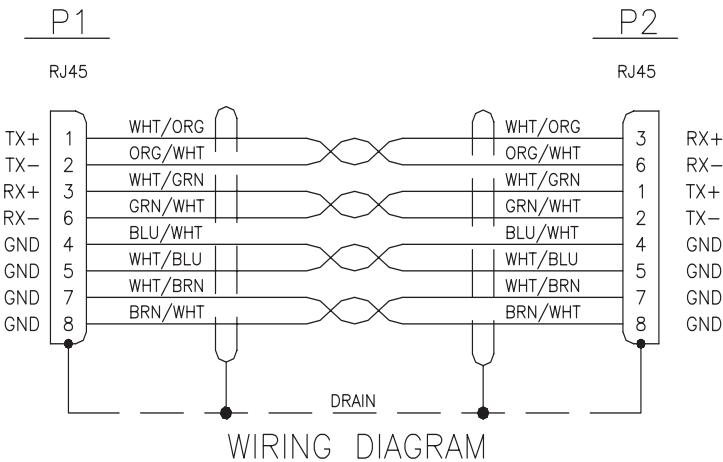 P1 P2
RJ45 RJ45
TX+ 1 WHT/ORG WHT/ORG 3 RX+
TX- 2 ORG/WHT ORG/WHT 6 RX-
RX+ 3 WHT/GRN WHT/GRN 1 TX+
RX- 6 GRN/WHT GRN/WHT 2 TX-
GND 4 BLU/WHT BLU/WHT 4 GND
GND 5 WHT/BLU WHT/BLU 5 GND
GND 7 WHT/BRN WHT/BRN 7 GND
GND 8 BRN/WHT BRN/WHT 8 GND
DRAIN
WIRING DIAGRAM